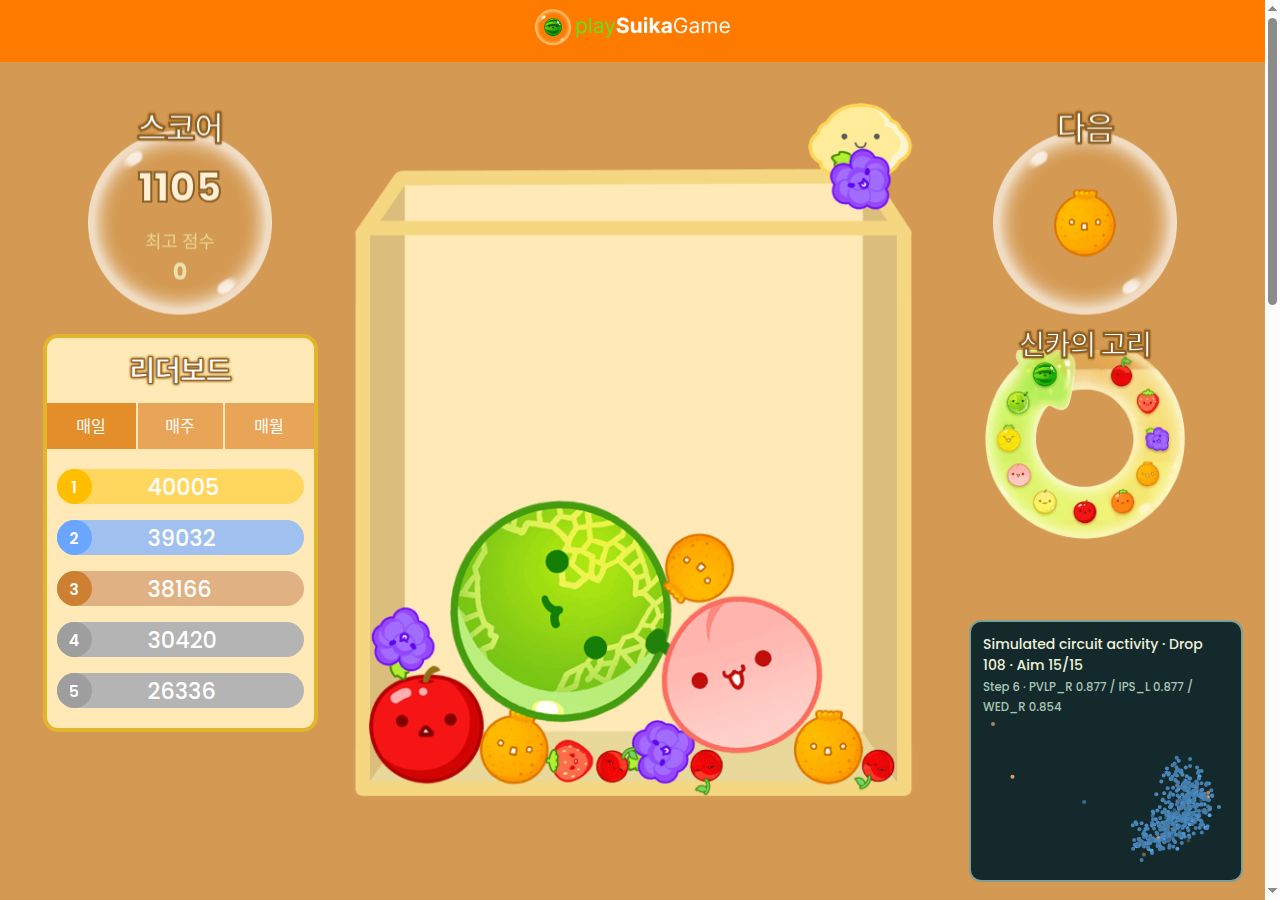 playSuikaGame
스코어
1105
최고 점수
0
리더보드
매일 매주 매월
1 40005
2 39032
3 38166
4 30420
5 26336
다음
신카의 고리
Simulated circuit activity · Drop
108 · Aim 15/15
Step 6 · PVLP_R 0.877 / IPS_L 0.877 /
WED_R 0.854